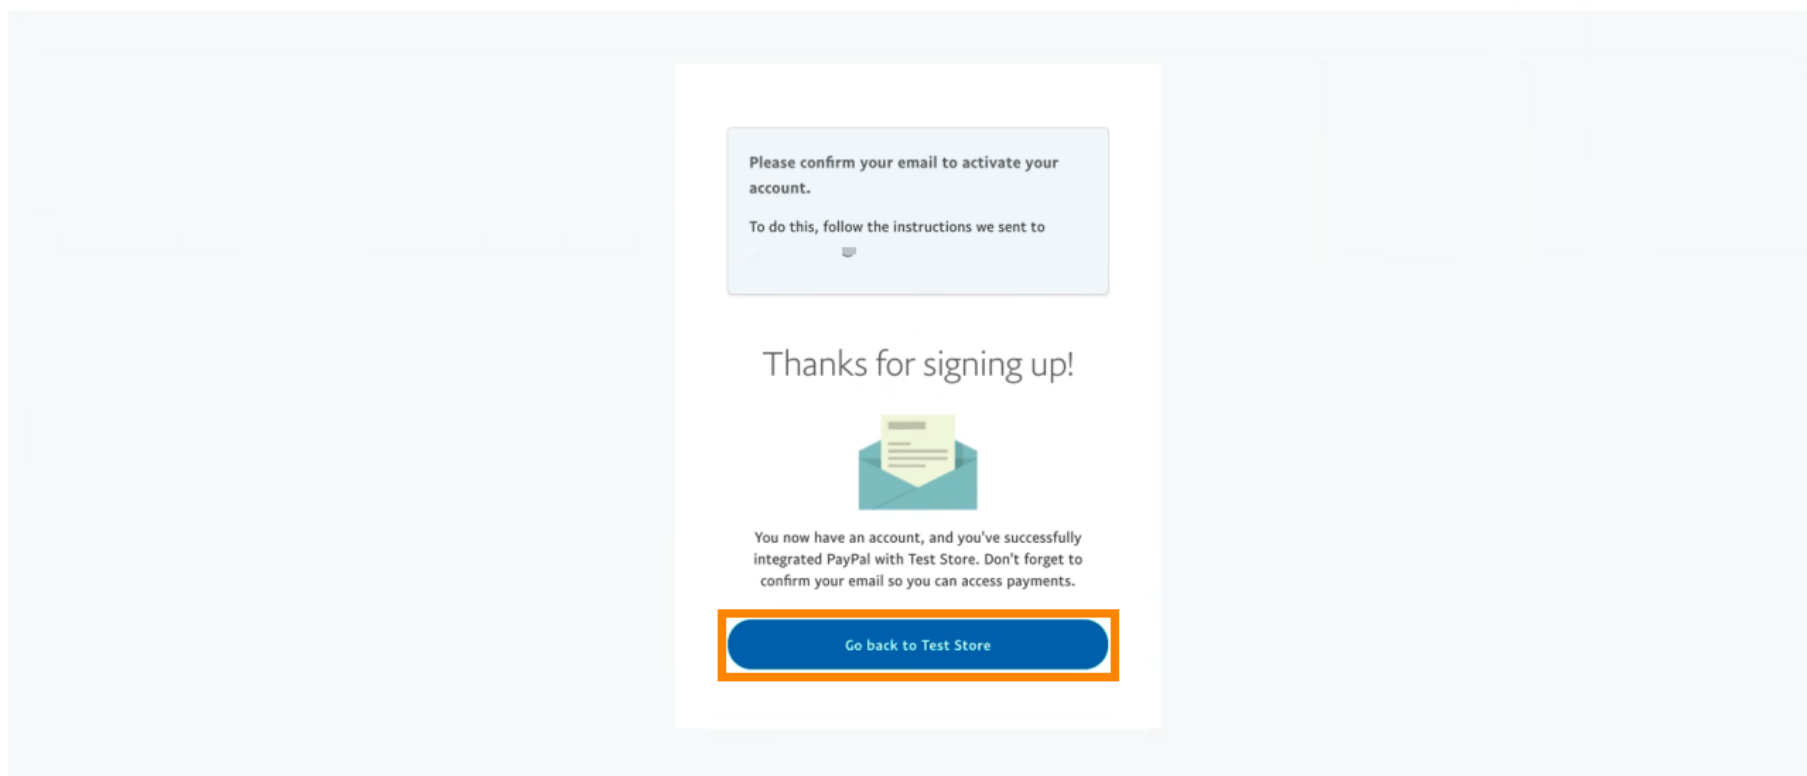 Please confirm your email to activate your
account.
To do this, follow the instructions we sent to
Thanks for signing up!
You now have an account, and you've successfully
integrated PayPal with Test Store. Don't forget to
confirm your email so you can access payments.
Go back to Test Store